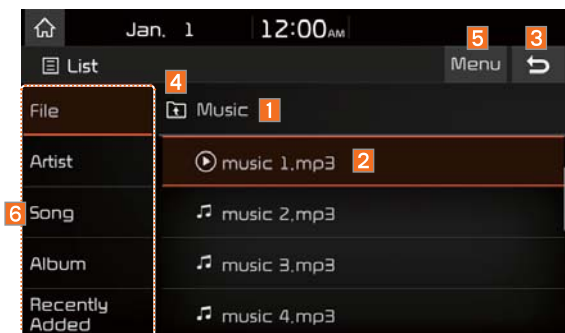 Jan. 1 12:00AM
List
Menu
5
3
4
File
Music 1
Artist
music 1.mp3 2
6 Song
music 2.mp3
Album
music 3.mp3
Recently
Added
music 4.mp3